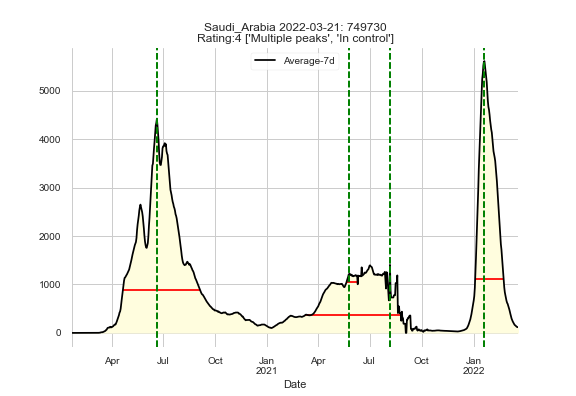 Saudi_Arabia 2022-03-21: 749730
Rating:4 ['Multiple peaks', 'In control']
Average-7d
5000
4000
3000
2000
1000
0
Apr Jul Oct Jan Apr Jul Oct Jan
2021 2022
Date